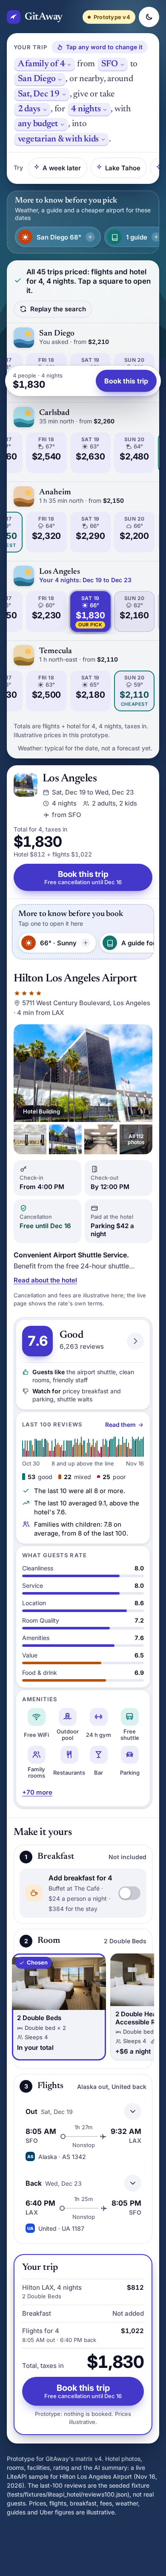 GitAway
Prototype v4
YOUR TRIP
Tap any word to change it
A family of 4 from SFO to
San Diego, or nearby, around
Sat, Dec 19, give or take
2 days, for 4 nights, with
any budget, into
vegetarian & with kids.
Try
A week later
Lake Tahoe
More to know before you pick
Weather, a guide and a cheaper airport for these dates
San Diego 68°
1 guide
All 45 trips priced: flights and hotel for 4, 4 nights. Tap a square to open it.
Replay the search
San Diego
You asked · from $2,210
FRI 18
SAT 19
SUN 20
4 people · 4 nights
$1,830
Book this trip
Carlsbad
35 min north · from $2,260
FRI 18
SAT 19
SUN 20
67°
63°
64°
$2,540
$2,630
$2,480
Anaheim
1 h 35 min north · from $2,150
FRI 18
SAT 19
SUN 20
64°
66°
66°
$2,320
$2,290
$2,200
Los Angeles
Your 4 nights: Dec 19 to Dec 23
FRI 18
SAT 19
SUN 20
60°
66°
62°
$2,230
$1,830
$2,160
OUR PICK
Temecula
1 h north-east · from $2,110
FRI 18
SAT 19
SUN 20
63°
65°
59°
$2,500
$2,180
$2,110
CHEAPEST
Totals are flights + hotel for 4, 4 nights, taxes in. Illustrative prices in this prototype.
Weather: typical for the date, not a forecast yet.
Los Angeles
Sat, Dec 19 to Wed, Dec 23
4 nights
2 adults, 2 kids
from SFO
Total for 4, taxes in
$1,830
Hotel $812 + flights $1,022
Book this trip
Free cancellation until Dec 16
More to know before you book
Tap one to open it here
66° · Sunny
A guide for
Hilton Los Angeles Airport
5711 West Century Boulevard, Los Angeles · 4 min from LAX
Hotel Building
All 112 photos
Check-in
From 4:00 PM
Check-out
By 12:00 PM
Cancellation
Free until Dec 16
Paid at the hotel
Parking $42 a night
Convenient Airport Shuttle Service.
Benefit from the free 24-hour shuttle...
Read about the hotel
Cancellation and fees are illustrative here; the live page shows the rate's own terms.
7.6
Good
6,263 reviews
Guests like the airport shuttle, clean rooms, friendly staff
Watch for pricey breakfast and parking, shuttle waits
LAST 100 REVIEWS
Read them →
Oct 30
8 and up above the line
Nov 16
53 good
22 mixed
25 poor
The last 10 were all 8 or more.
The last 10 averaged 9.1, above the hotel's 7.6.
Families with children: 7.8 on average, from 8 of the last 100.
WHAT GUESTS RATE
Cleanliness 8.0
Service 8.0
Location 8.6
Room Quality 7.2
Amenities 7.6
Value 6.5
Food & drink 6.9
AMENITIES
Free WiFi
Outdoor pool
24 h gym
Free shuttle
Family rooms
Restaurants
Bar
Parking
+70 more
Make it yours
1 Breakfast
Not included
Add breakfast for 4
Buffet at The Cafe · $24 a person a night · $384 for the stay
2 Room
2 Double Beds
Chosen
2 Double Beds
Double bed × 2
Sleeps 4
In your total
Sleeps 4
+$6 a night
3 Flights
Alaska out, United back
Out Sat, Dec 19
8:05 AM
1h 27m
9:32 AM
SFO
Nonstop
LAX
AS Alaska · AS 1342
Back Wed, Dec 23
6:40 PM
1h 25m
8:05 PM
LAX
Nonstop
SFO
UA United · UA 1187
Your trip
Hilton LAX, 4 nights $812
2 Double Beds
Breakfast Not added
Flights for 4 $1,022
8:05 AM out · 6:40 PM back
Total, taxes in $1,830
Book this trip
Free cancellation until Dec 16
Prototype: nothing is booked. Prices illustrative.
Prototype for GitAway's matrix v4. Hotel photos, rooms, facilities, rating and the AI summary: a live LiteAPI sample for Hilton Los Angeles Airport (Nov 16, 2026). The last-100 reviews are the seeded fixture (tests/fixtures/liteapi_hotel/reviews100.json), not real guests. Prices, flights, breakfast, fees, weather, guides and Uber figures are illustrative.